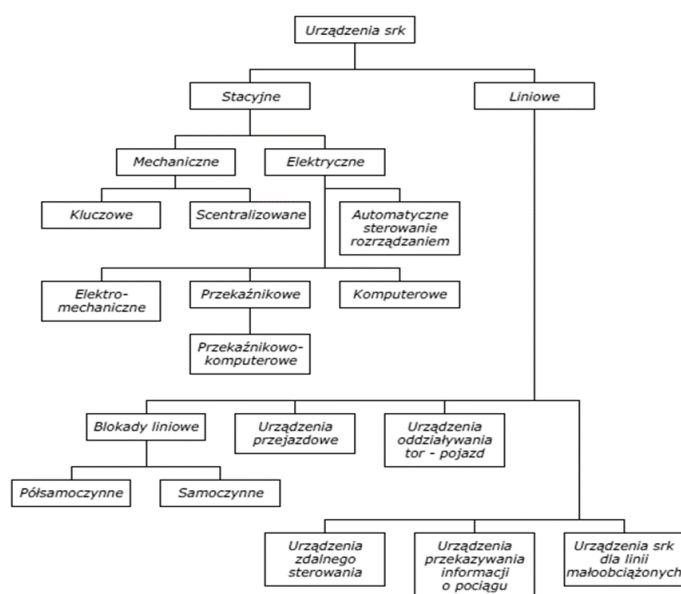 Urządzenia srk
Stacyjne
Liniowe
Mechaniczne
Elektryczne
Kluczowe
Scentralizowane
Automatyczne
sterowanie
rozrządzaniem
Elektro-
mechaniczne
Przekaźnikowe
Komputerowe
Przekaźnikowo-
komputerowe
Blokady liniowe
Urządzenia
przejazdowe
Urządzenia
oddziaływania
tor - pojazd
Półsamoczynne
Samoczynne
Urządzenia
zdalnego
sterowania
Urządzenia
przekazywania
informacji
o pociągu
Urządzenia srk
dla linii
małoobciążonych